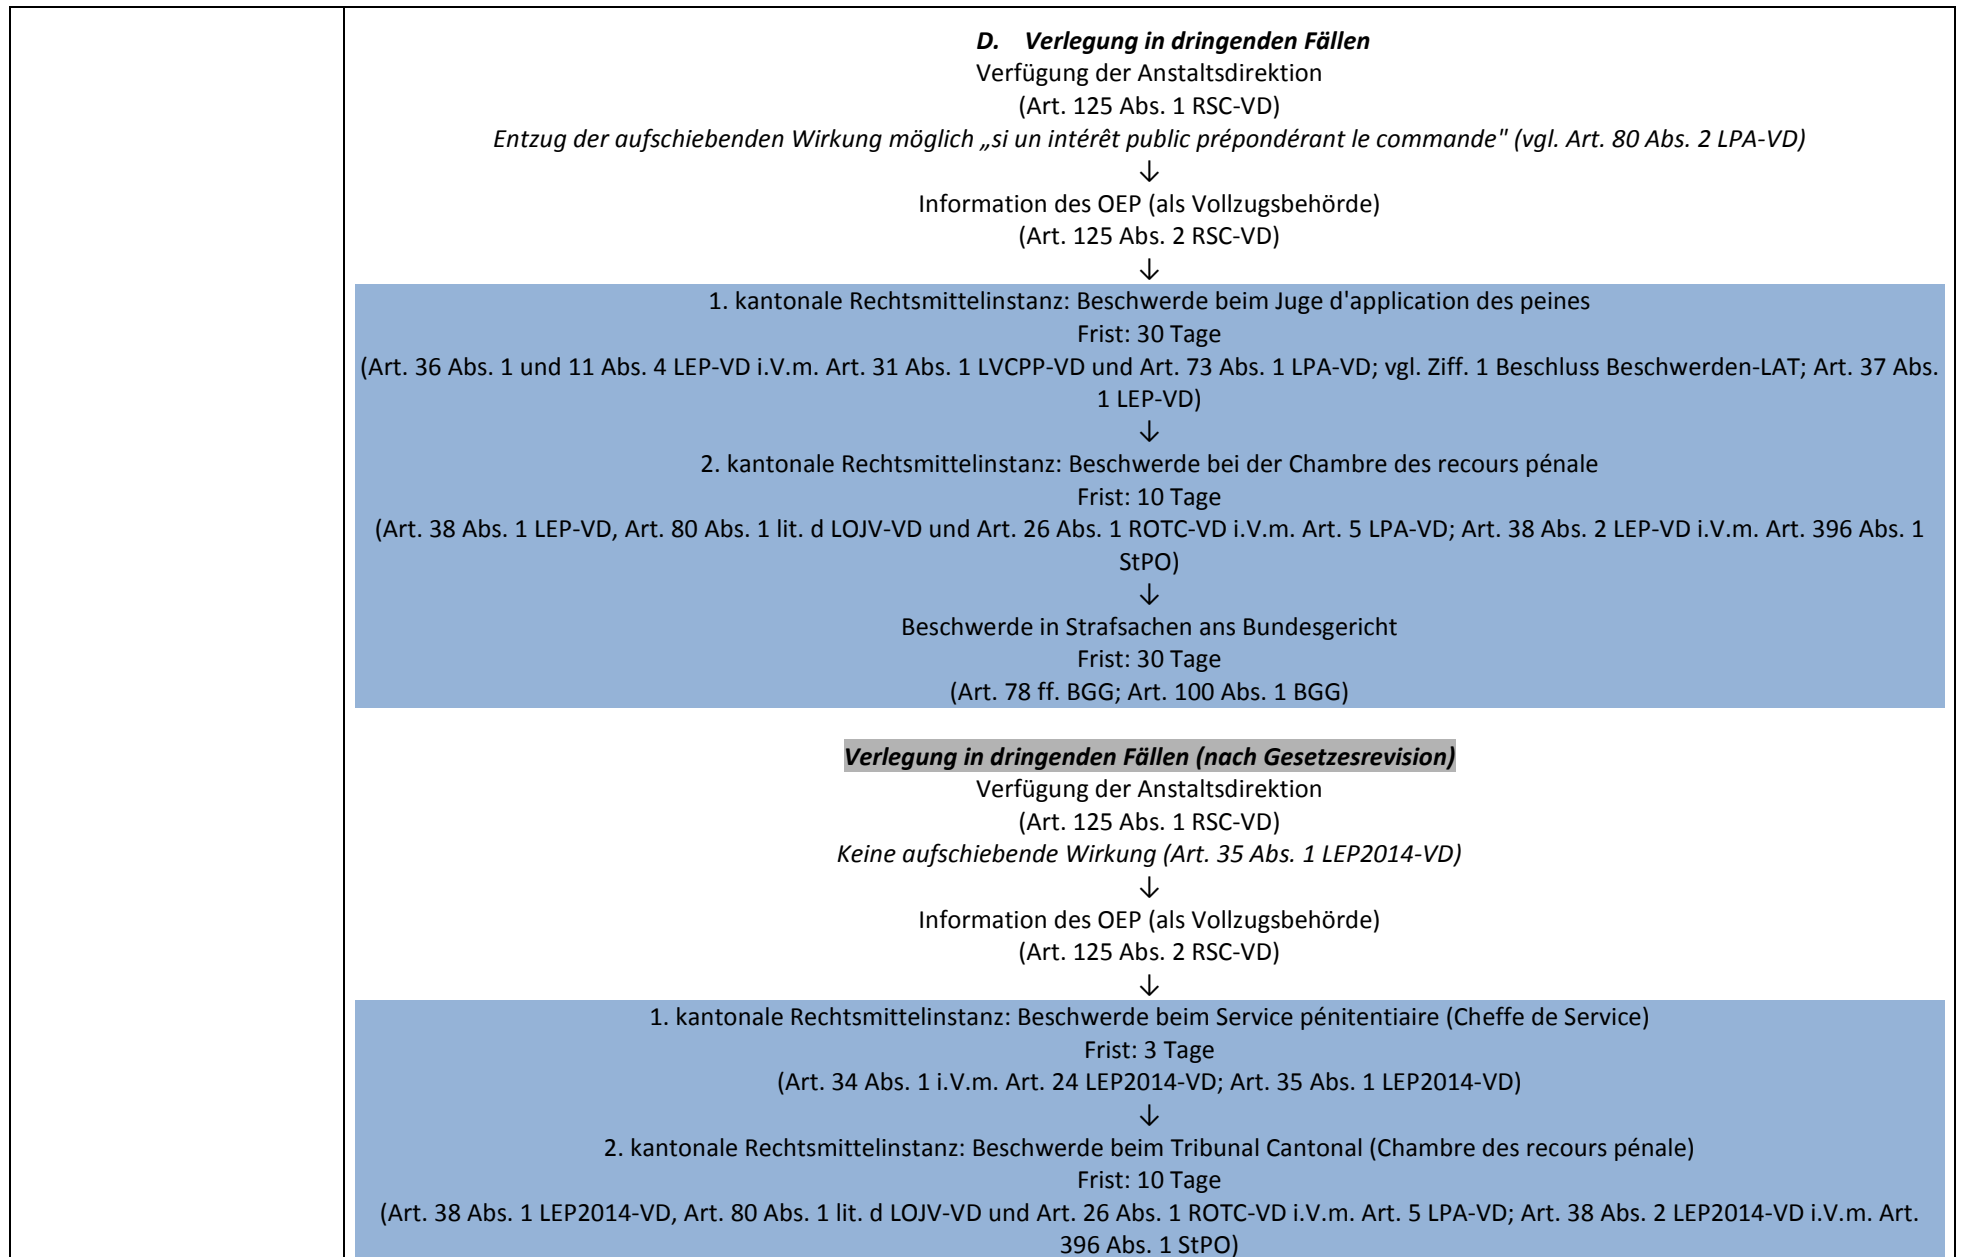 D. Verlegung in dringenden Fällen
Verfügung der Anstaltsdirektion
(Art. 125 Abs. 1 RSC-VD)
Entzug der aufschiebenden Wirkung möglich „si un intérêt public prépondérant le commande" (vgl. Art. 80 Abs. 2 LPA-VD)
↓
Information des OEP (als Vollzugsbehörde)
(Art. 125 Abs. 2 RSC-VD)
↓
1. kantonale Rechtsmittelinstanz: Beschwerde beim Juge d'application des peines
Frist: 30 Tage
(Art. 36 Abs. 1 und 11 Abs. 4 LEP-VD i.V.m. Art. 31 Abs. 1 LVCPP-VD und Art. 73 Abs. 1 LPA-VD; vgl. Ziff. 1 Beschluss Beschwerden-LAT; Art. 37 Abs.
1 LEP-VD)
↓
2. kantonale Rechtsmittelinstanz: Beschwerde bei der Chambre des recours pénale
Frist: 10 Tage
(Art. 38 Abs. 1 LEP-VD, Art. 80 Abs. 1 lit. d LOJV-VD und Art. 26 Abs. 1 ROTC-VD i.V.m. Art. 5 LPA-VD; Art. 38 Abs. 2 LEP-VD i.V.m. Art. 396 Abs. 1
StPO)
↓
Beschwerde in Strafsachen ans Bundesgericht
Frist: 30 Tage
(Art. 78 ff. BGG; Art. 100 Abs. 1 BGG)
Verlegung in dringenden Fällen (nach Gesetzesrevision)
Verfügung der Anstaltsdirektion
(Art. 125 Abs. 1 RSC-VD)
Keine aufschiebende Wirkung (Art. 35 Abs. 1 LEP2014-VD)
↓
Information des OEP (als Vollzugsbehörde)
(Art. 125 Abs. 2 RSC-VD)
↓
1. kantonale Rechtsmittelinstanz: Beschwerde beim Service pénitentiaire (Cheffe de Service)
Frist: 3 Tage
(Art. 34 Abs. 1 i.V.m. Art. 24 LEP2014-VD; Art. 35 Abs. 1 LEP2014-VD)
↓
2. kantonale Rechtsmittelinstanz: Beschwerde beim Tribunal Cantonal (Chambre des recours pénale)
Frist: 10 Tage
(Art. 38 Abs. 1 LEP2014-VD, Art. 80 Abs. 1 lit. d LOJV-VD und Art. 26 Abs. 1 ROTC-VD i.V.m. Art. 5 LPA-VD; Art. 38 Abs. 2 LEP2014-VD i.V.m. Art.
396 Abs. 1 StPO)